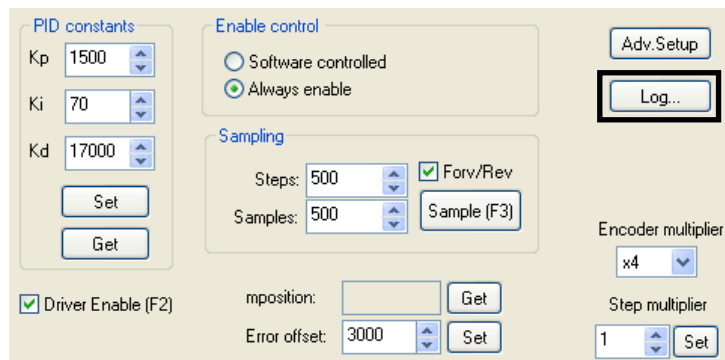 PID constants
Kp 1500
Ki 70
Kd 17000
Set
Get
Driver Enable (F2)
Enable control
Software controlled
Always enable
Sampling
Steps: 500
Forv/Rev
Samples: 500
Sample (F3)
mposition:
Get
Error offset: 3000
Set
Adv.Setup
Log...
Encoder multiplier
x4
Step multiplier
1 Set